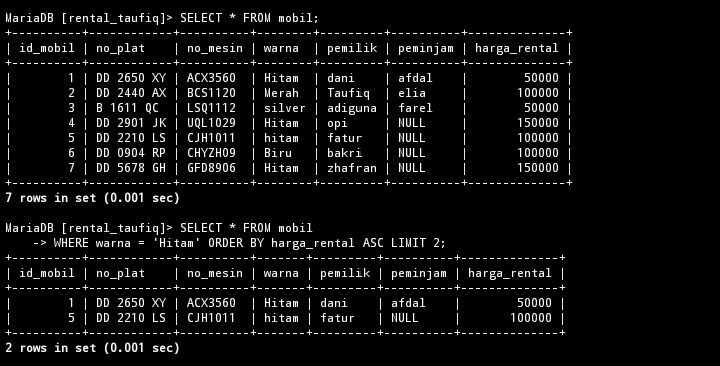 MariaDB [rental_taufiq]> SELECT * FROM mobil;
+----------+------------+----------+--------+---------+----------+--------------+
| id_mobil | no_plat    | no_mesin | warna  | pemilik | peminjam | harga_rental |
+----------+------------+----------+--------+---------+----------+--------------+
|        1 | DD 2650 XY | ACX3560  | Hitam  | dani    | afdal    |        50000 |
|        2 | DD 2440 AX | BCS1120  | Merah  | Taufiq  | elia     |       100000 |
|        3 | B 1611 QC  | LSQ1112  | silver | adiguna | farel    |        50000 |
|        4 | DD 2901 JK | UQL1029  | Hitam  | opi     | NULL     |       150000 |
|        5 | DD 2210 LS | CJH1011  | hitam  | fatur   | NULL     |       100000 |
|        6 | DD 0904 RP | CHYZH09  | Biru   | bakri   | NULL     |       100000 |
|        7 | DD 5678 GH | GFD8906  | Hitam  | zhafran | NULL     |       150000 |
+----------+------------+----------+--------+---------+----------+--------------+
7 rows in set (0.001 sec)
MariaDB [rental_taufiq]> SELECT * FROM mobil
    -> WHERE warna = 'Hitam' ORDER BY harga_rental ASC LIMIT 2;
+----------+------------+----------+-------+---------+----------+--------------+
| id_mobil | no_plat    | no_mesin | warna | pemilik | peminjam | harga_rental |
+----------+------------+----------+-------+---------+----------+--------------+
|        1 | DD 2650 XY | ACX3560  | Hitam | dani    | afdal    |        50000 |
|        5 | DD 2210 LS | CJH1011  | hitam | fatur   | NULL     |       100000 |
+----------+------------+----------+-------+---------+----------+--------------+
2 rows in set (0.001 sec)